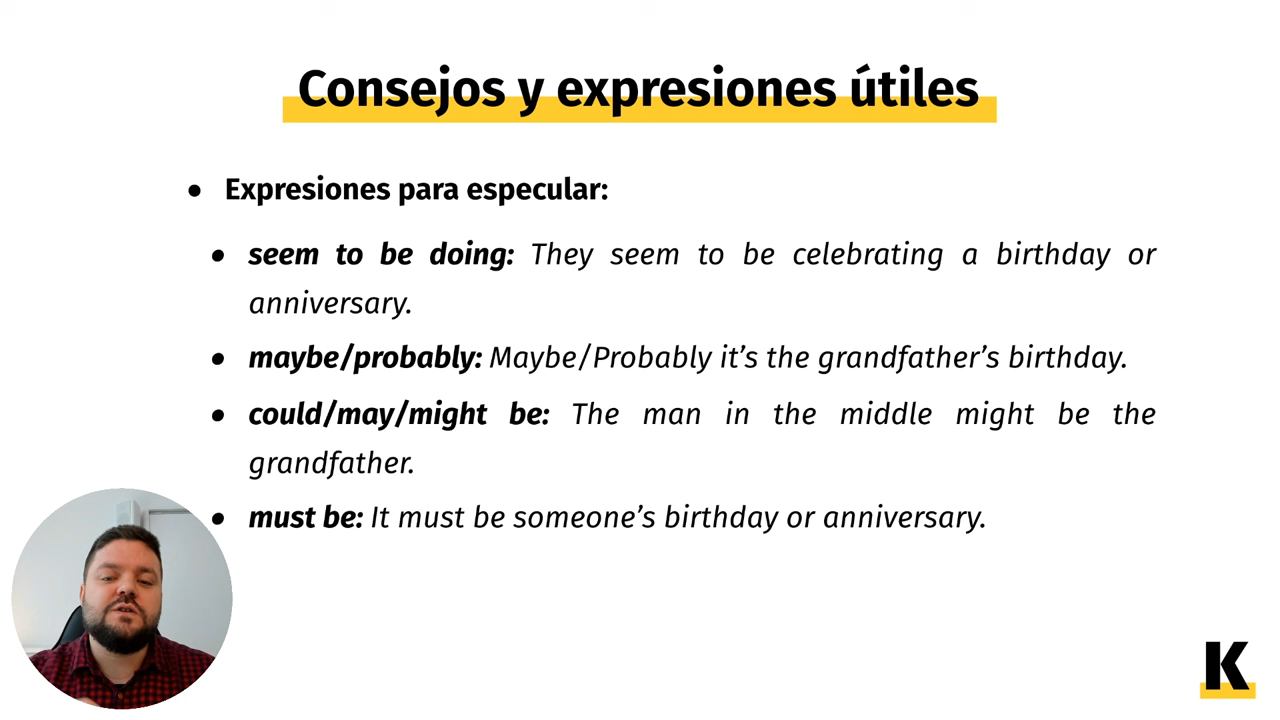 Consejos y expresiones útiles
● Expresiones para especular:
● seem to be doing: They seem to be celebrating a birthday or
anniversary.
● maybe/probably: Maybe/Probably it’s the grandfather’s birthday.
● could/may/might be: The man in the middle might be the
grandfather.
● must be: It must be someone’s birthday or anniversary.
K